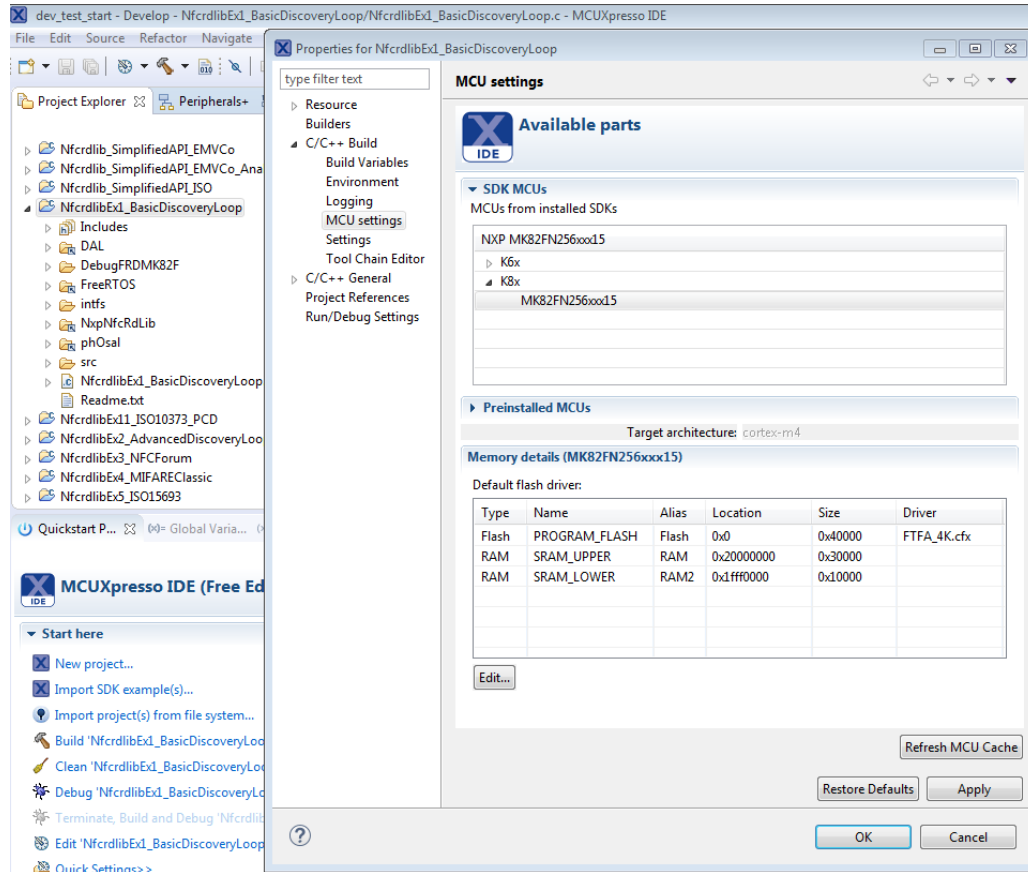 dev_test_start - Develop - NfcrdlibEx1_BasicDiscoveryLoop/NfcrdlibEx1_BasicDiscoveryLoop.c - MCUXpresso IDE
File Edit Source Refactor Navigate
Project Explorer Peripherals+
Nfcrdlib_SimplifiedAPI_EMVCo
Nfcrdlib_SimplifiedAPI_EMVCo_Ana
Nfcrdlib_SimplifiedAPI_ISO
NfcrdlibEx1_BasicDiscoveryLoop
Includes
DAL
DebugFRDMK82F
FreeRTOS
intfs
NxpNfcRdLib
phOsal
src
NfcrdlibEx1_BasicDiscoveryLoop
Readme.txt
NfcrdlibEx11_ISO10373_PCD
NfcrdlibEx2_AdvancedDiscoveryLoo
NfcrdlibEx3_NFCForum
NfcrdlibEx4_MIFAREClassic
NfcrdlibEx5_ISO15693
Quickstart P... (x)= Global Varia...
IDE
MCUXpresso IDE (Free Ed
Start here
New project...
Import SDK example(s)...
Import project(s) from file system...
Build 'NfcrdlibEx1_BasicDiscoveryLoo
Clean 'NfcrdlibEx1_BasicDiscoveryLoo
Debug 'NfcrdlibEx1_BasicDiscoveryLo
Terminate, Build and Debug 'Nfcrdlib
Edit 'NfcrdlibEx1_BasicDiscoveryLoop
Quick Settings>>
Properties for NfcrdlibEx1_BasicDiscoveryLoop
type filter text
Resource
Builders
C/C++ Build
Build Variables
Environment
Logging
MCU settings
Settings
Tool Chain Editor
C/C++ General
Project References
Run/Debug Settings
MCU settings
IDE
Available parts
SDK MCUs
MCUs from installed SDKs
NXP MK82FN256xxx15
K6x
K8x
MK82FN256xxx15
Preinstalled MCUs
Target architecture: cortex-m4
Memory details (MK82FN256xxx15)
Default flash driver:
Type Name Alias Location Size Driver
Flash PROGRAM_FLASH Flash 0x0 0x40000 FTFA_4K.cfx
RAM SRAM_UPPER RAM 0x20000000 0x30000
RAM SRAM_LOWER RAM2 0x1fff0000 0x10000
Edit...
Refresh MCU Cache
Restore Defaults Apply
OK Cancel